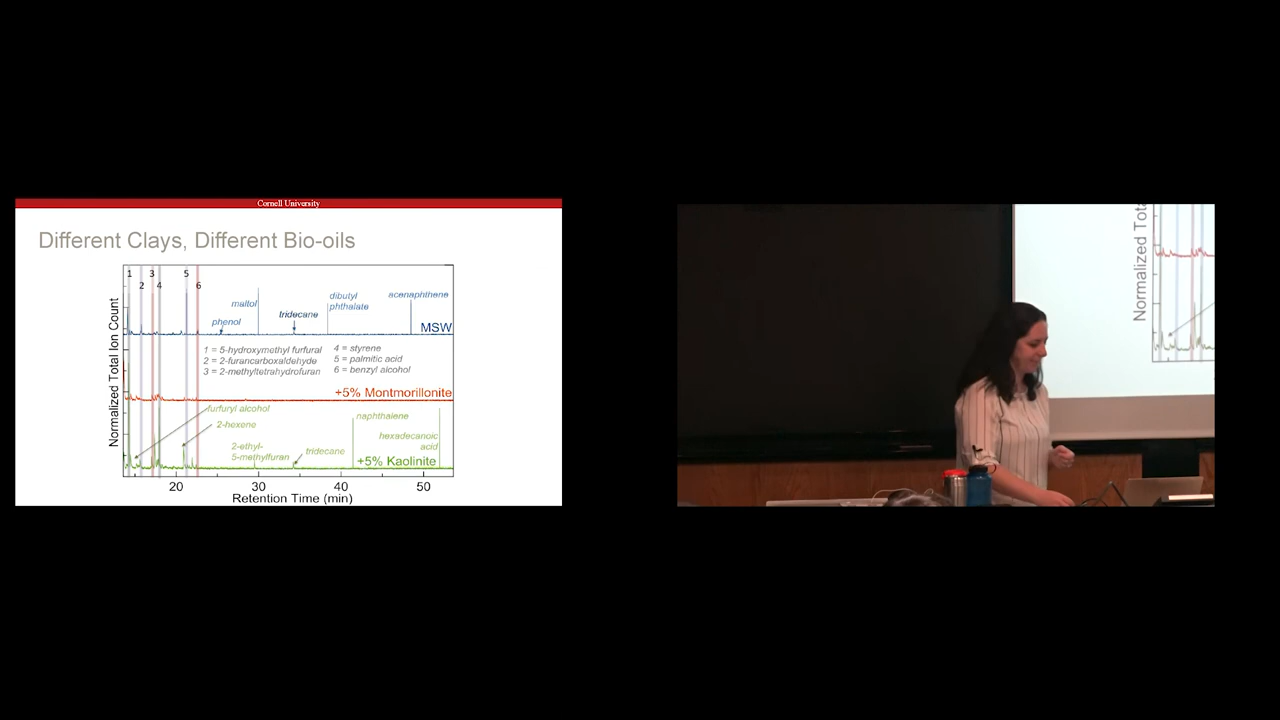 Cornell University
Different Clays, Different Bio-oils
1
2
3
4
5
6
maltol
phenol
tridecane
dibutyl
phthalate
acenaphthene
MSW
1 = 5-hydroxymethyl furfural
2 = 2-furancarboxaldehyde
3 = 2-methyltetrahydrofuran
4 = styrene
5 = palmitic acid
6 = benzyl alcohol
+5% Montmorillonite
furfuryl alcohol
2-hexene
2-ethyl-
5-methylfuran
tridecane
naphthalene
hexadecanoic
acid
+5% Kaolinite
Normalized Total Ion Count
20 30 40 50
Retention Time (min)
Normalized Tota